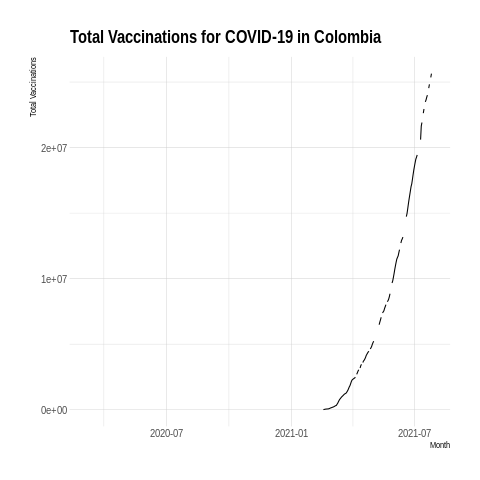 Total Vaccinations for COVID-19 in Colombia
Total Vaccinations
2e+07
1e+07
0e+00
2020-07 2021-01 2021-07
Month